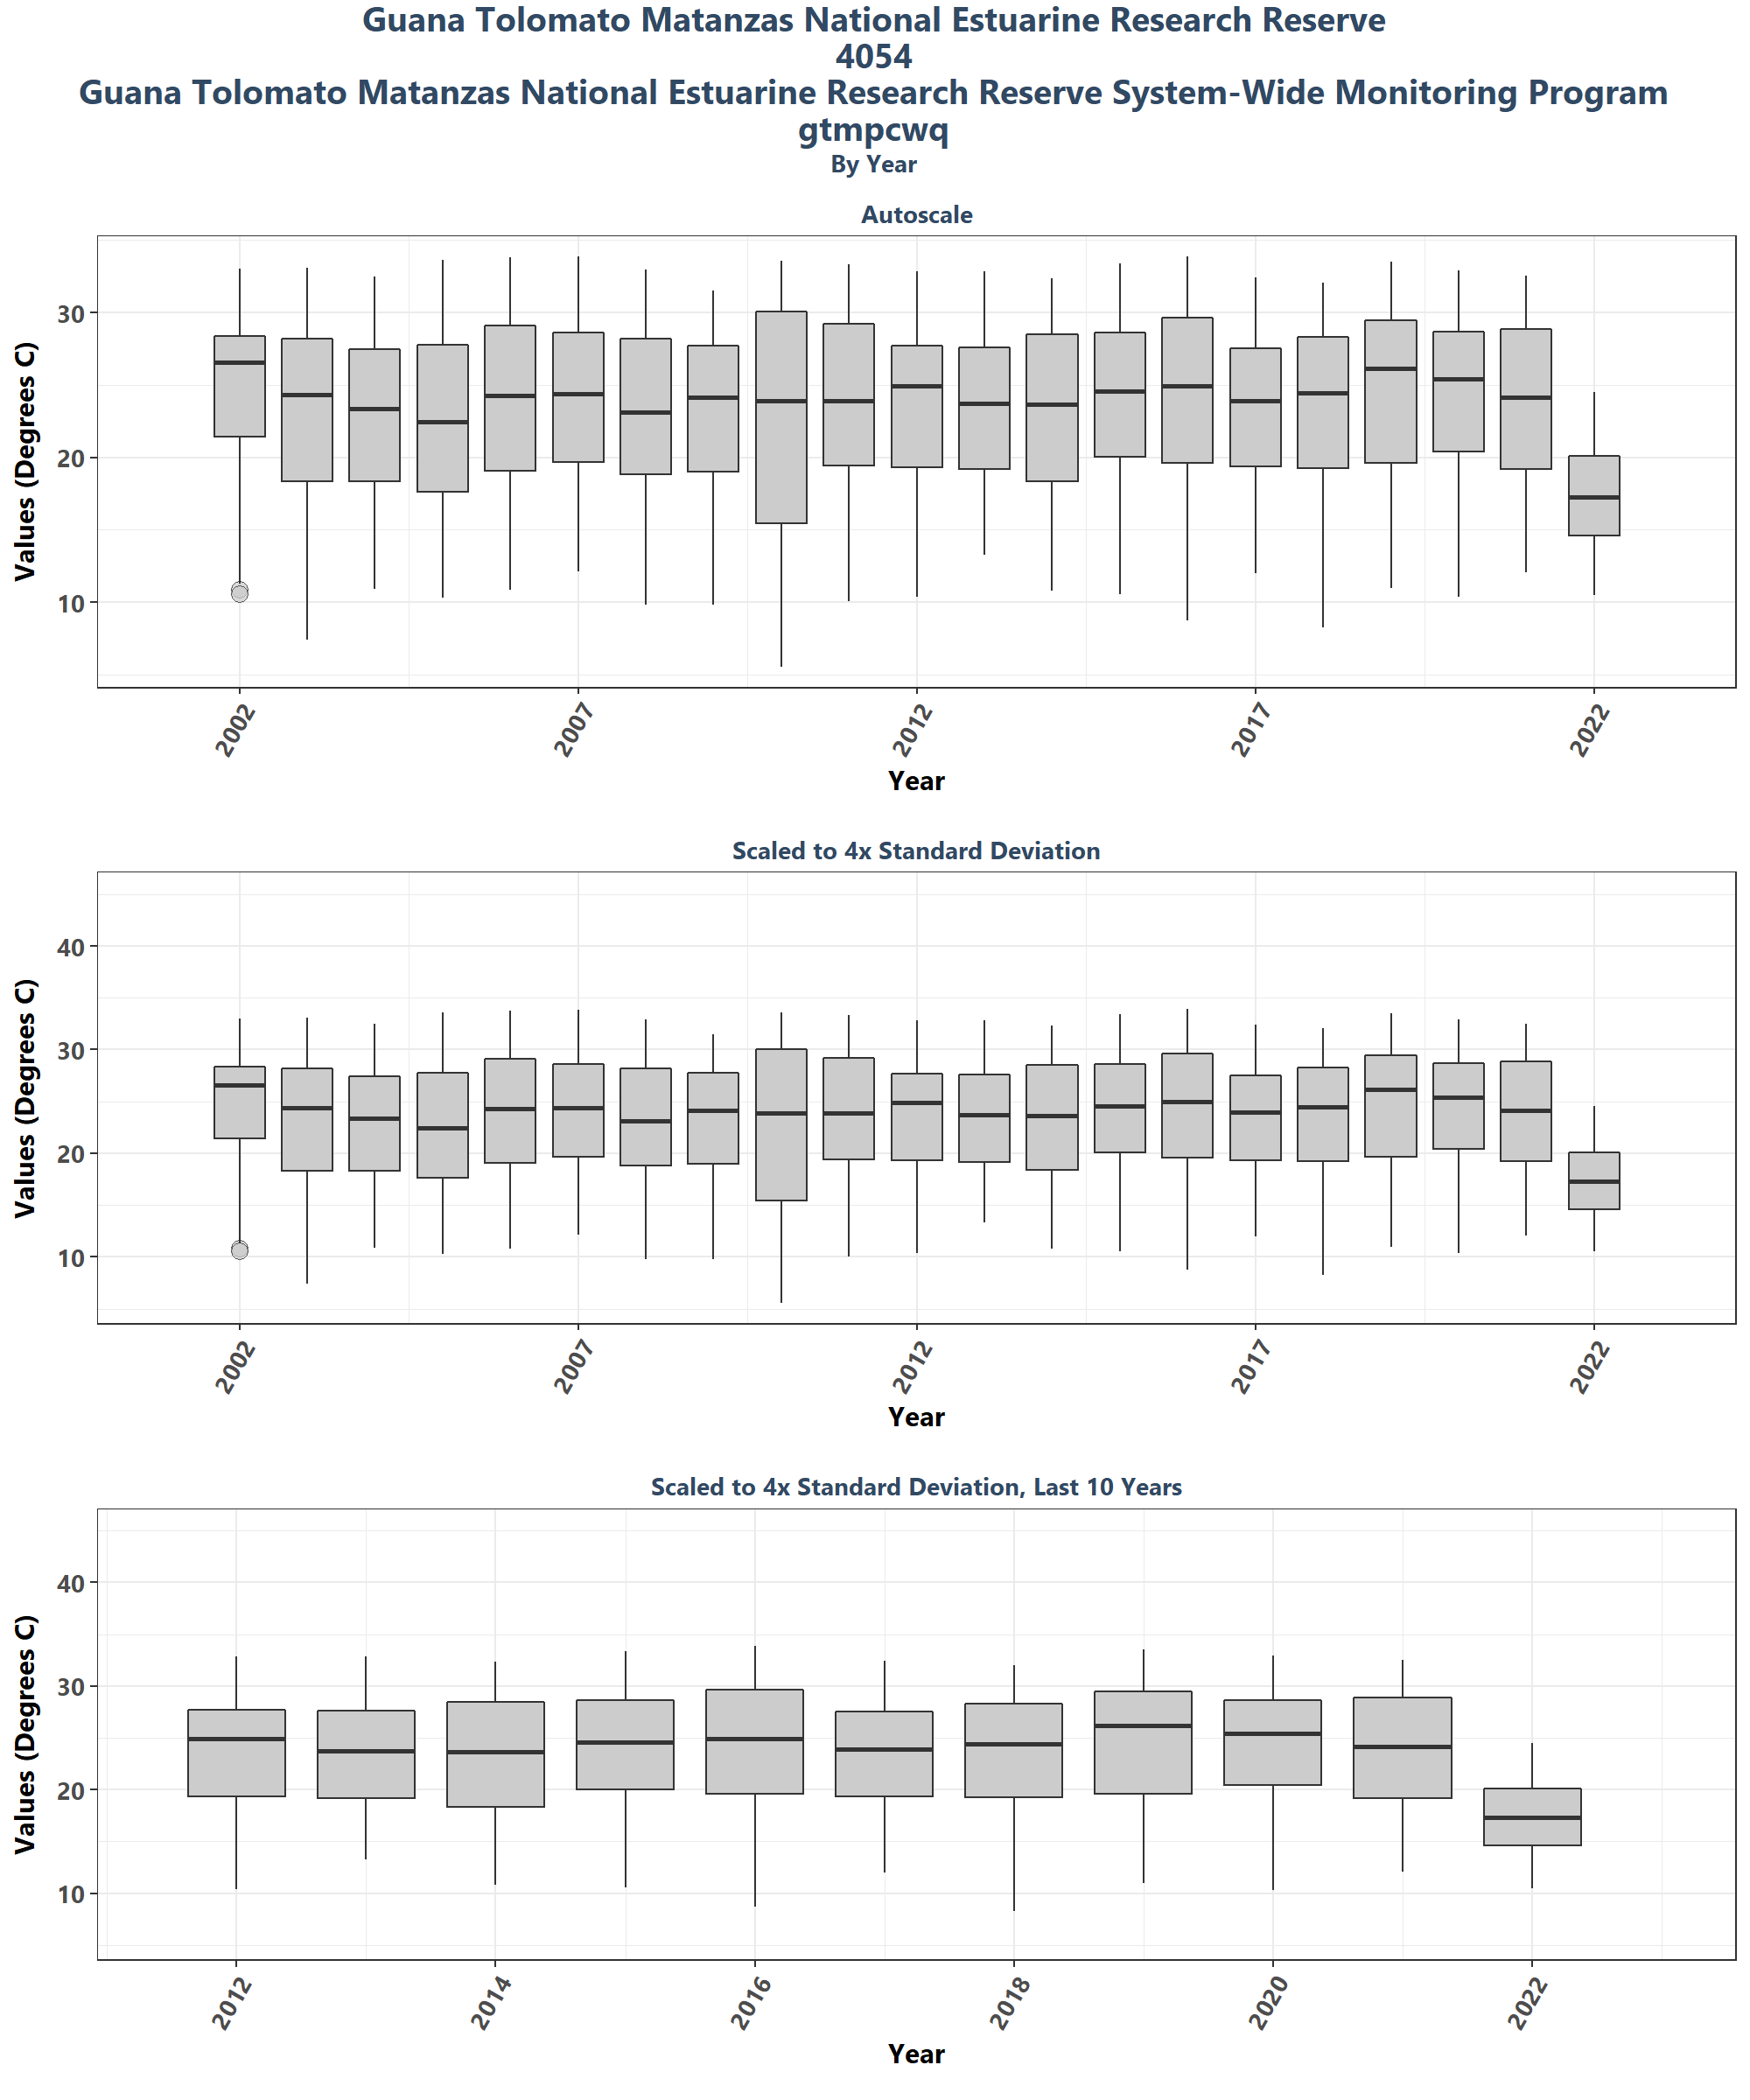 Guana Tolomato Matanzas National Estuarine Research Reserve
4054
Guana Tolomato Matanzas National Estuarine Research Reserve System-Wide Monitoring Program
gtmpcwq
By Year
Autoscale
Values (Degrees C)
30
20
10
2002
2007
2012
2017
2022
Year
Scaled to 4x Standard Deviation
Values (Degrees C)
40
30
20
10
2002
2007
2012
2017
2022
Year
Scaled to 4x Standard Deviation, Last 10 Years
Values (Degrees C)
40
30
20
10
2012
2014
2016
2018
2020
2022
Year